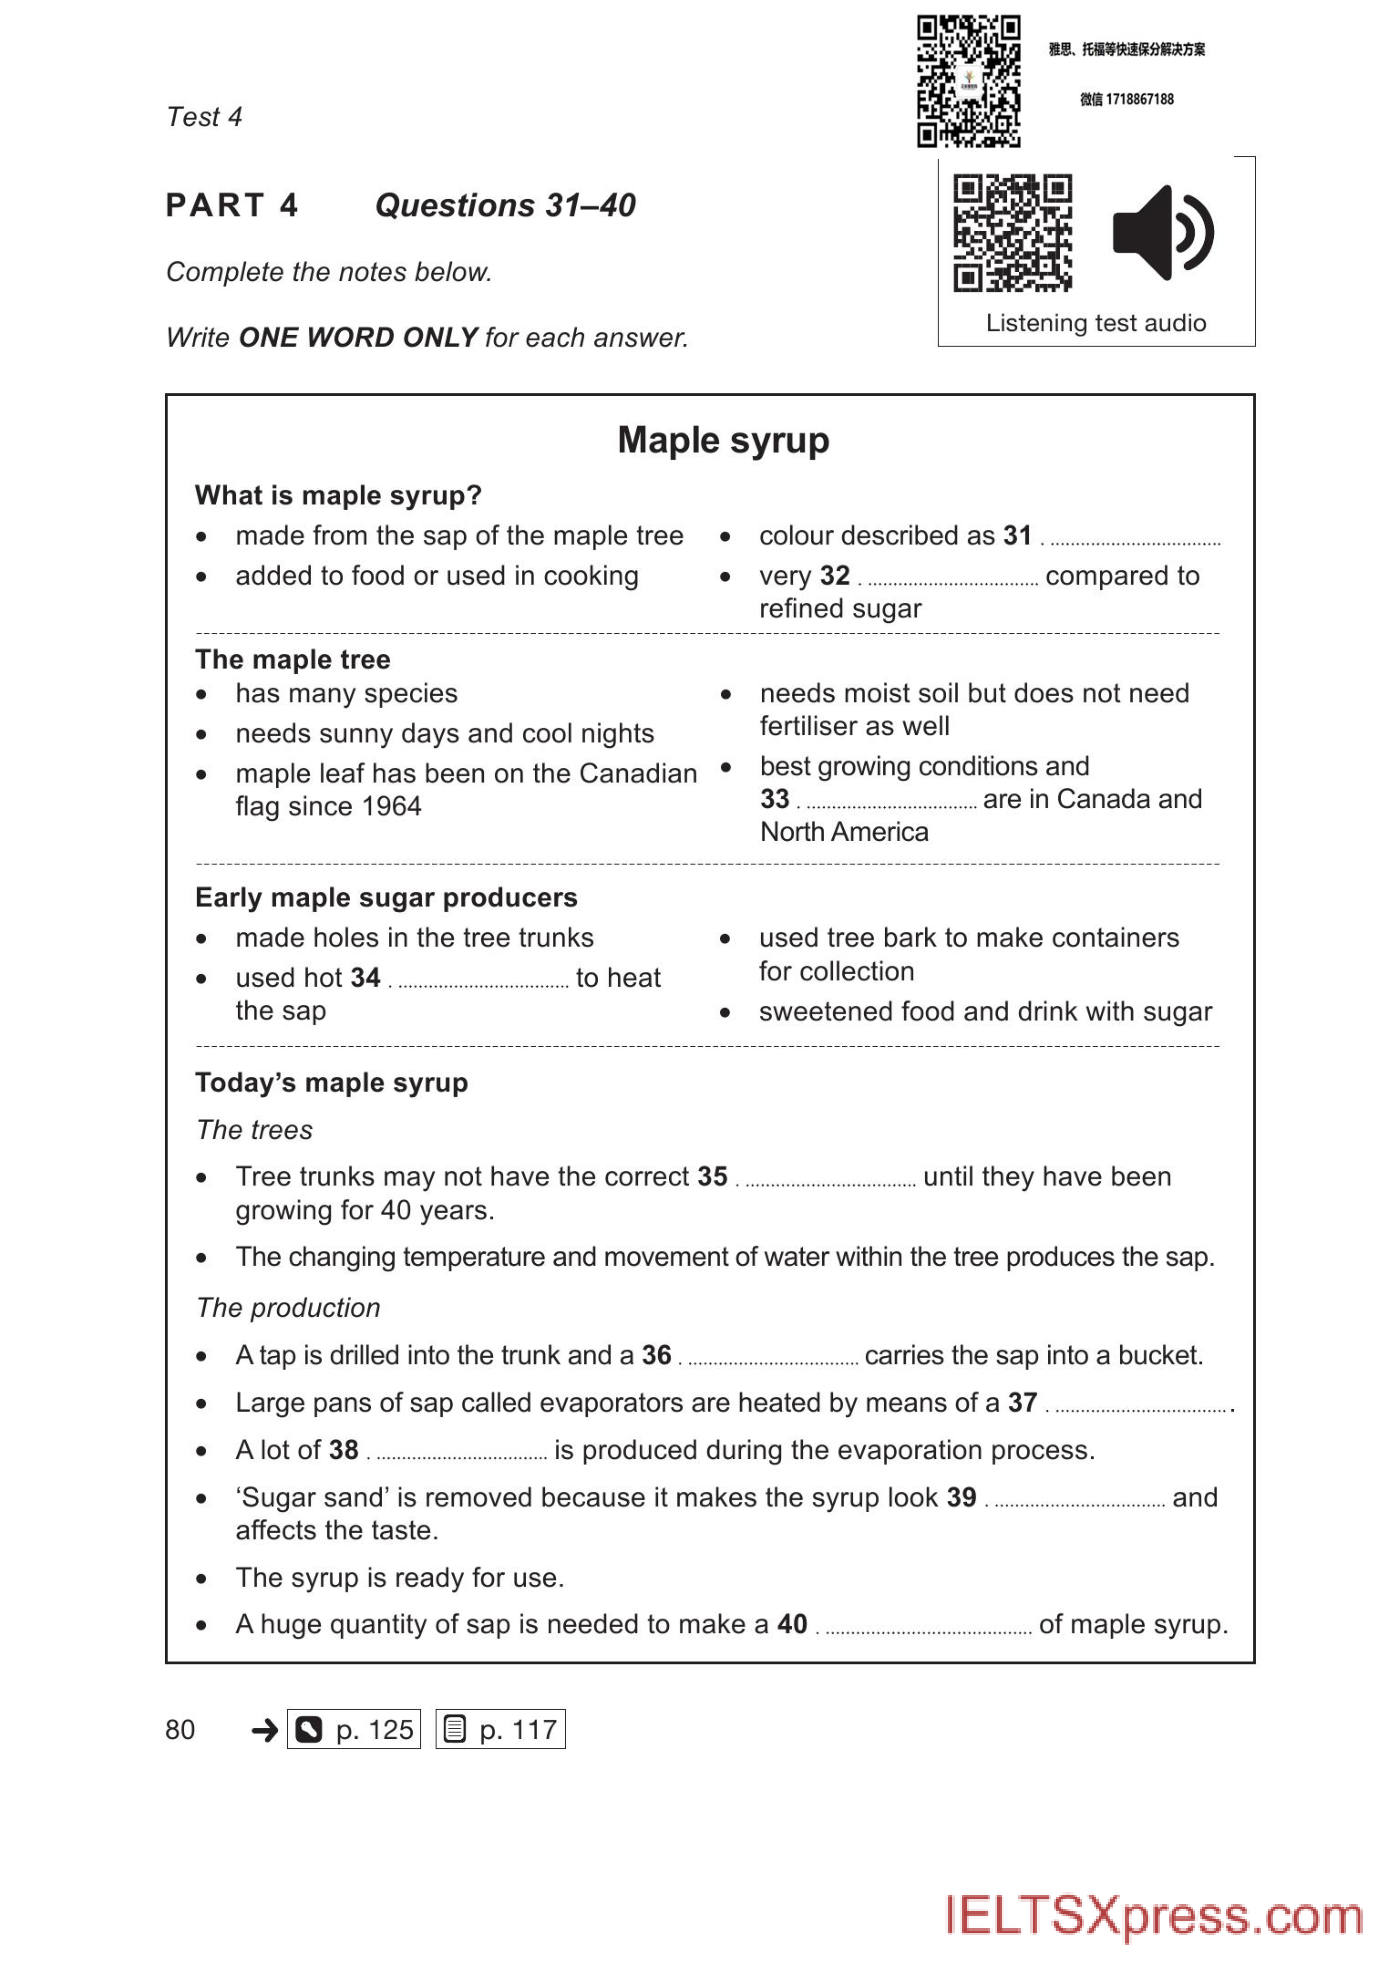 雅思、托福等快速保分解决方案
微信 1718867188
Test 4
PART 4 Questions 31–40
Complete the notes below.
Write ONE WORD ONLY for each answer.
Listening test audio
Maple syrup
What is maple syrup?
• made from the sap of the maple tree
• added to food or used in cooking
• colour described as 31 . ..................................
• very 32 . .................................. compared to
refined sugar
The maple tree
• has many species
• needs sunny days and cool nights
• maple leaf has been on the Canadian
flag since 1964
• needs moist soil but does not need
fertiliser as well
• best growing conditions and
33 . .................................. are in Canada and
North America
Early maple sugar producers
• made holes in the tree trunks
• used hot 34 . .................................. to heat
the sap
• used tree bark to make containers
for collection
• sweetened food and drink with sugar
Today’s maple syrup
The trees
• Tree trunks may not have the correct 35 . .................................. until they have been
growing for 40 years.
• The changing temperature and movement of water within the tree produces the sap.
The production
• A tap is drilled into the trunk and a 36 . .................................. carries the sap into a bucket.
• Large pans of sap called evaporators are heated by means of a 37 . .................................. .
• A lot of 38 . .................................. is produced during the evaporation process.
• ‘Sugar sand’ is removed because it makes the syrup look 39 . .................................. and
affects the taste.
• The syrup is ready for use.
• A huge quantity of sap is needed to make a 40 . ......................................... of maple syrup.
80 → p. 125 p. 117
IELTSXpress.com